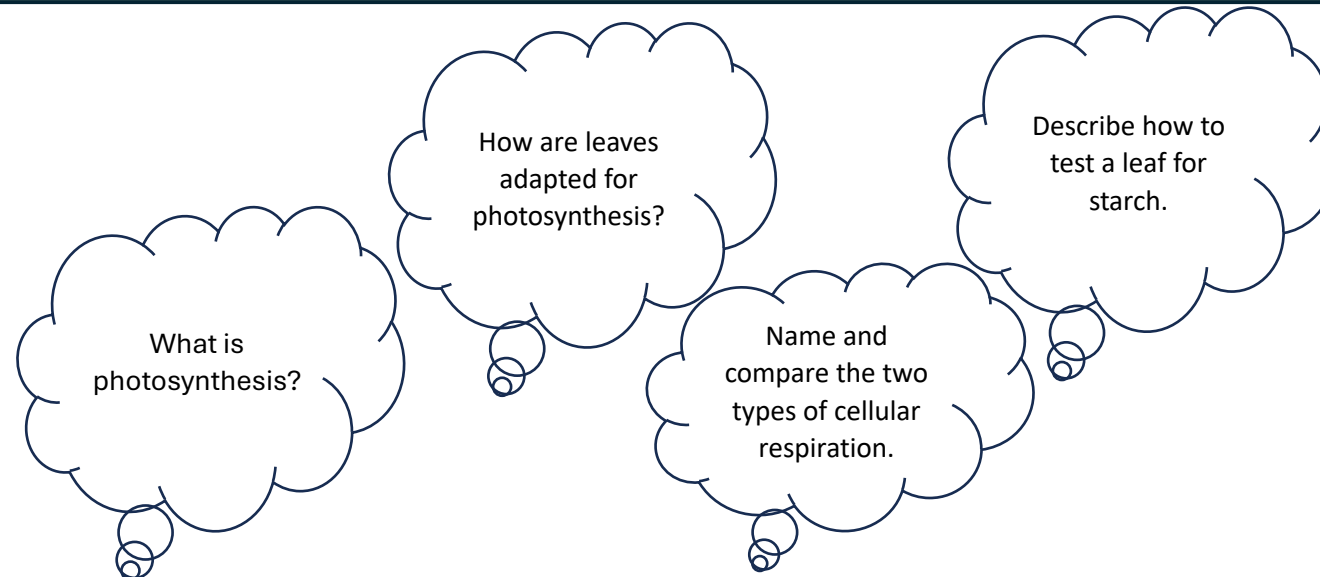 What is
photosynthesis?
How are leaves
adapted for
photosynthesis?
Name and
compare the two
types of cellular
respiration.
Describe how to
test a leaf for
starch.